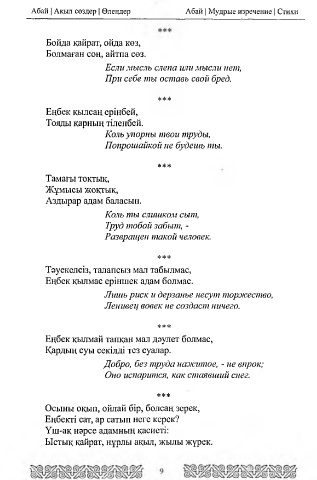 Абай | Ақыл сөздер | Өлеңдер Абай | Мудрые изречение | Стихи
***
Бойда қайрат, ойда көз,
Болмаған соң, айтпа сөз.
Если мысль слепа или мысли нет,
При себе ты оставь свой бред.
***
Еңбек қылсаң ерінбей,
Тояды қарның тіленбей.
Коль упорны твои труды,
Попрошайкой не будешь ты.
***
Тамағы тоқтық,
Жұмысы жоқтық,
Аздырар адам баласын.
Коль ты слишком сыт,
Труд тобой забыт, -
Развращен такой человек.
***
Тәуекелсіз, талапсыз мал табылмас,
Еңбек қылмас еріншек адам болмас.
Лишь риск и дерзанье несут торжество,
Ленивец вовек не создаст ничего.
***
Еңбек қылмай тапқан мал дәулет болмас,
Қардың суы секілді тез суалар.
Добро, без труда нажитое, - не впрок;
Оно испарится, как стаявший снег.
***
Осыны оқып, ойлай бір, болсаң зерек,
Еңбекті сат, ар сатып неге керек?
Үш-ақ нәрсе адамның қасиеті:
Ыстық қайрат, нұрлы ақыл, жылы жүрек.
9